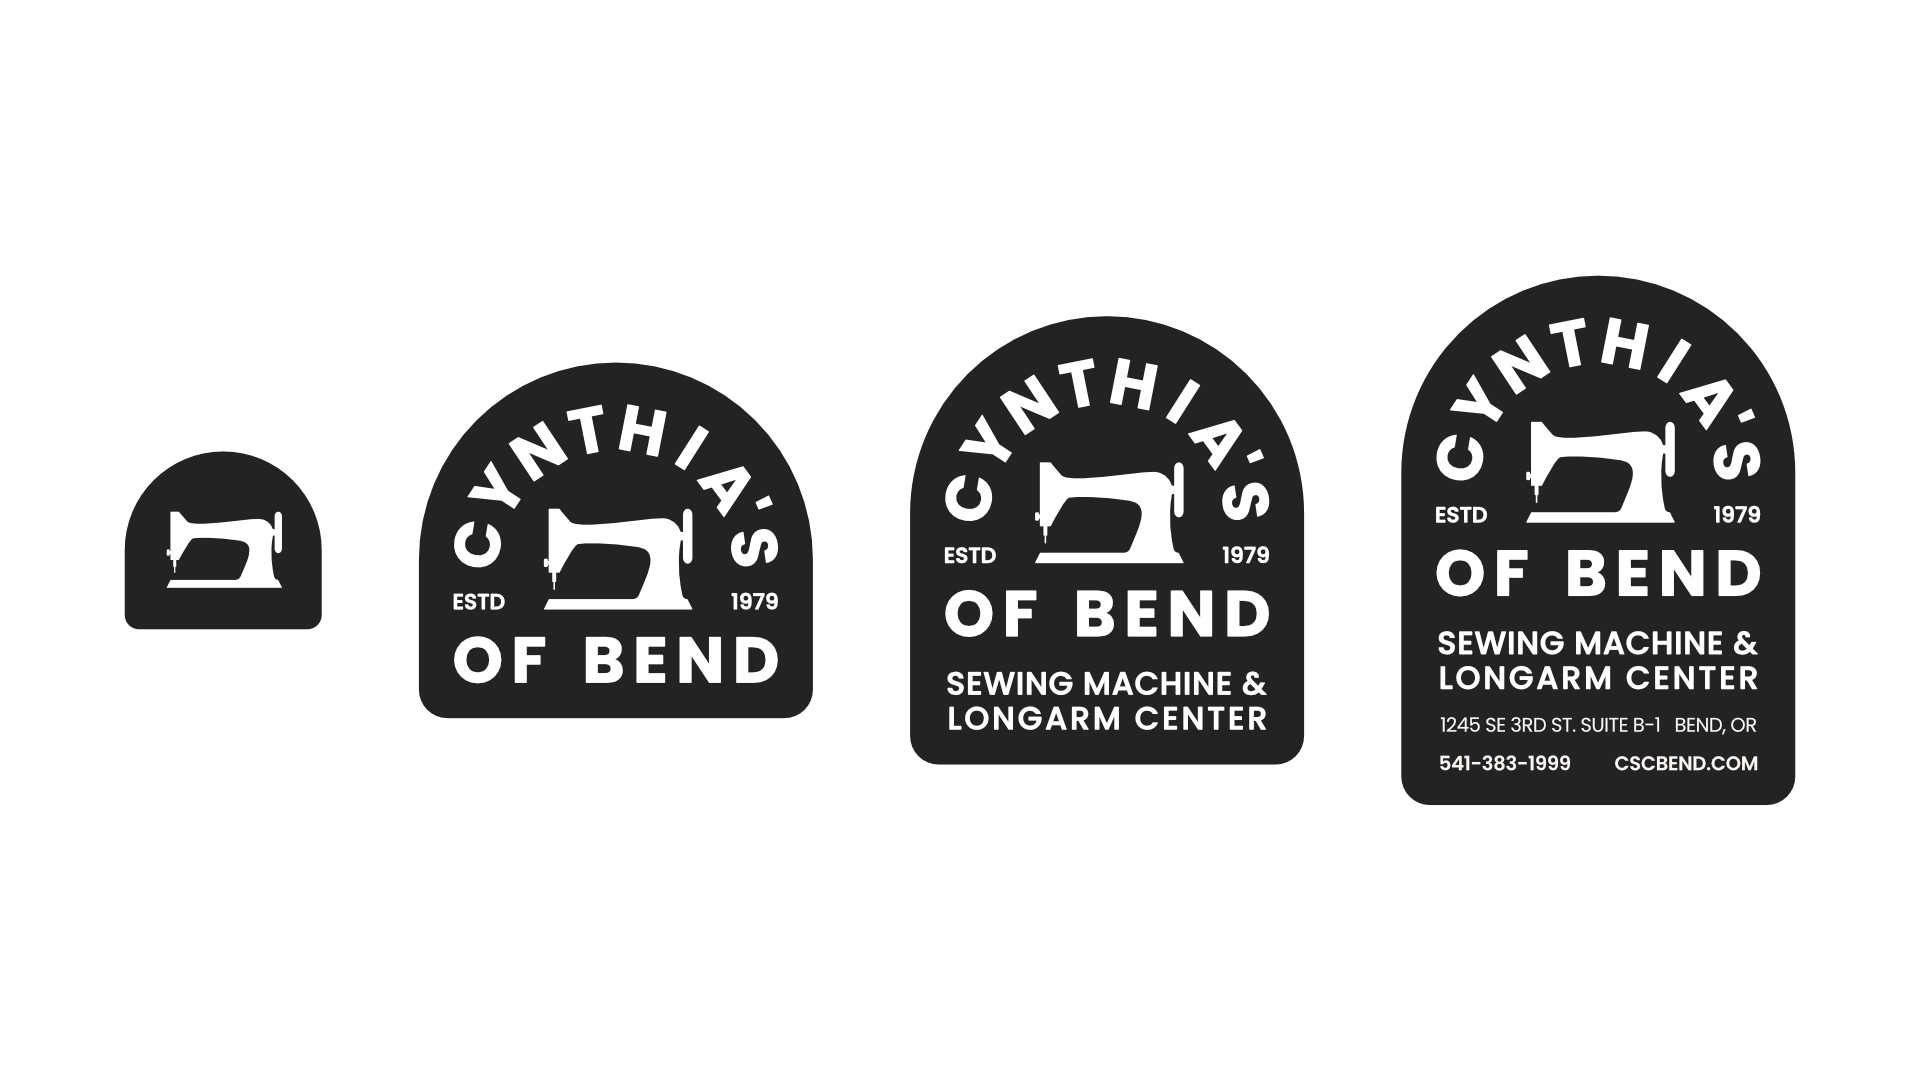 CYNTHIA'S
ESTD 1979
OF BEND
CYNTHIA'S
ESTD 1979
OF BEND
SEWING MACHINE &
LONGARM CENTER
CYNTHIA'S
ESTD 1979
OF BEND
SEWING MACHINE &
LONGARM CENTER
1245 SE 3RD ST. SUITE B-1 BEND, OR
541-383-1999 CSCBEND.COM